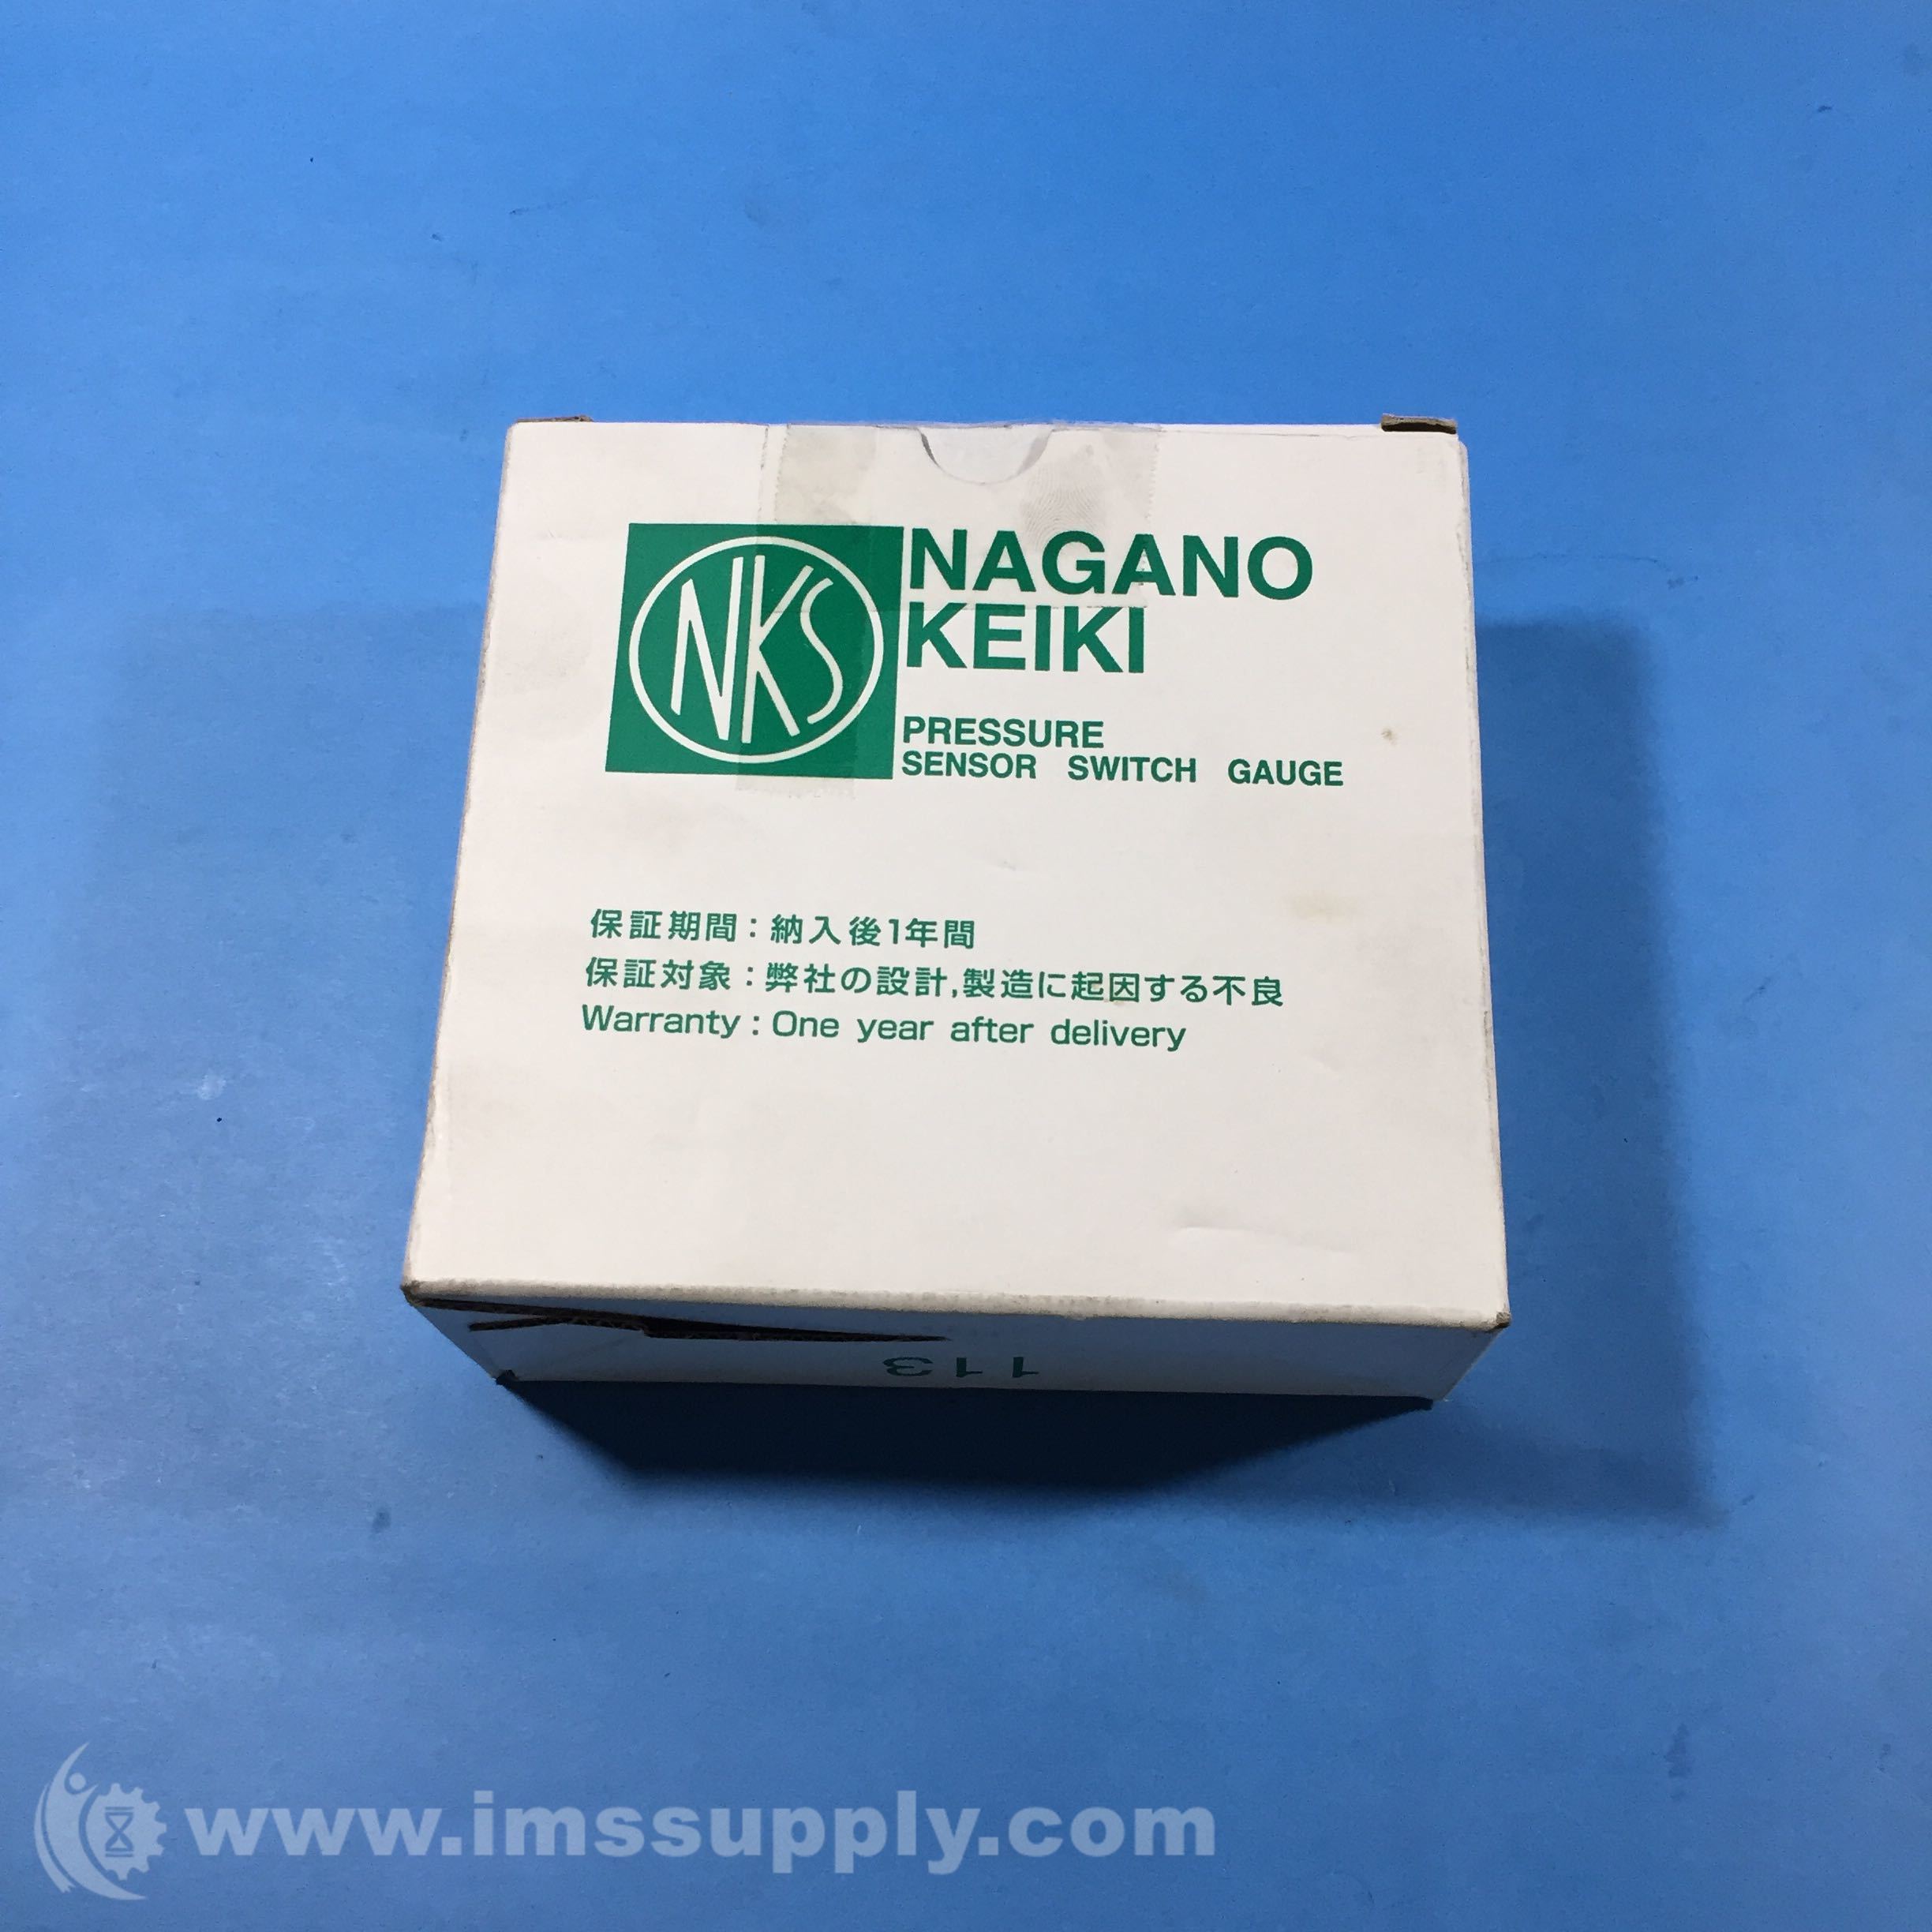 NKS
NAGANO
KEIKI
PRESSURE
SENSOR SWITCH GAUGE
保証期間：納入後1年間
保証対象：弊社の設計,製造に起因する不良
Warranty : One year after delivery
113
www.imssupply.com